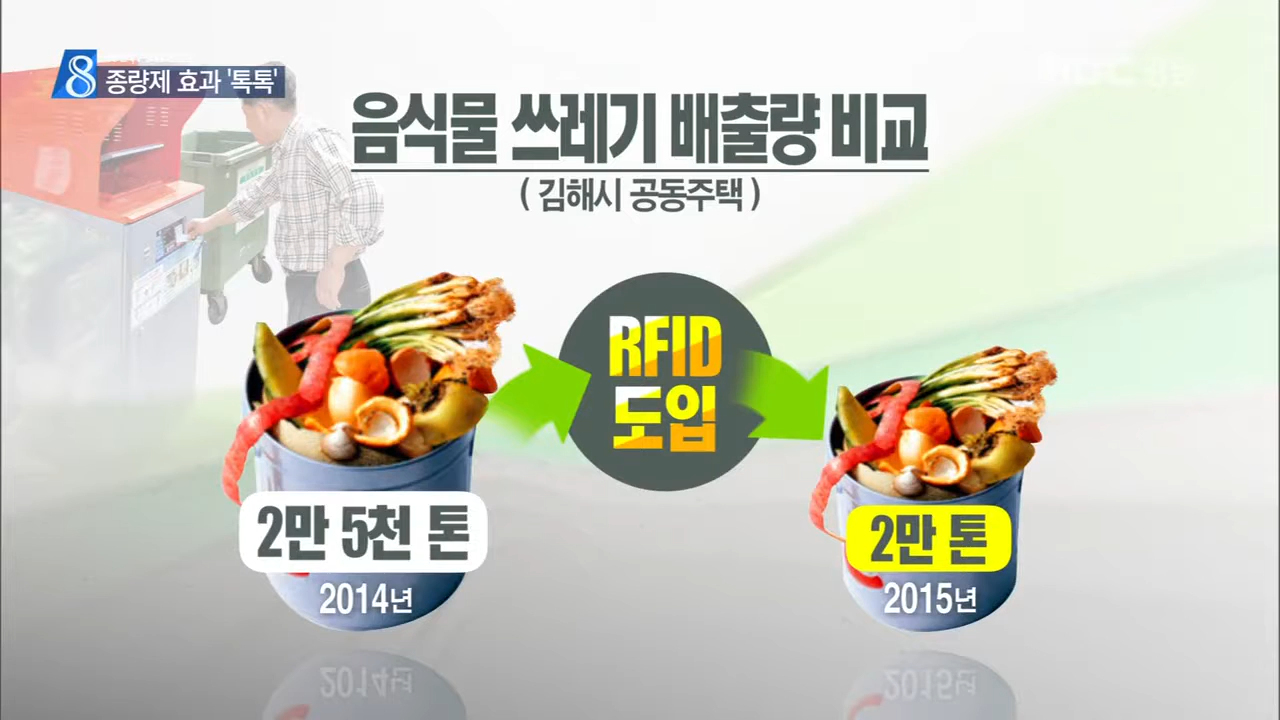 8 종량제 효과 '톡톡'
음식물 쓰레기 배출량 비교
( 김해시 공동주택 )
RFID
도입
2만 5천 톤
2014년
2만 톤
2015년